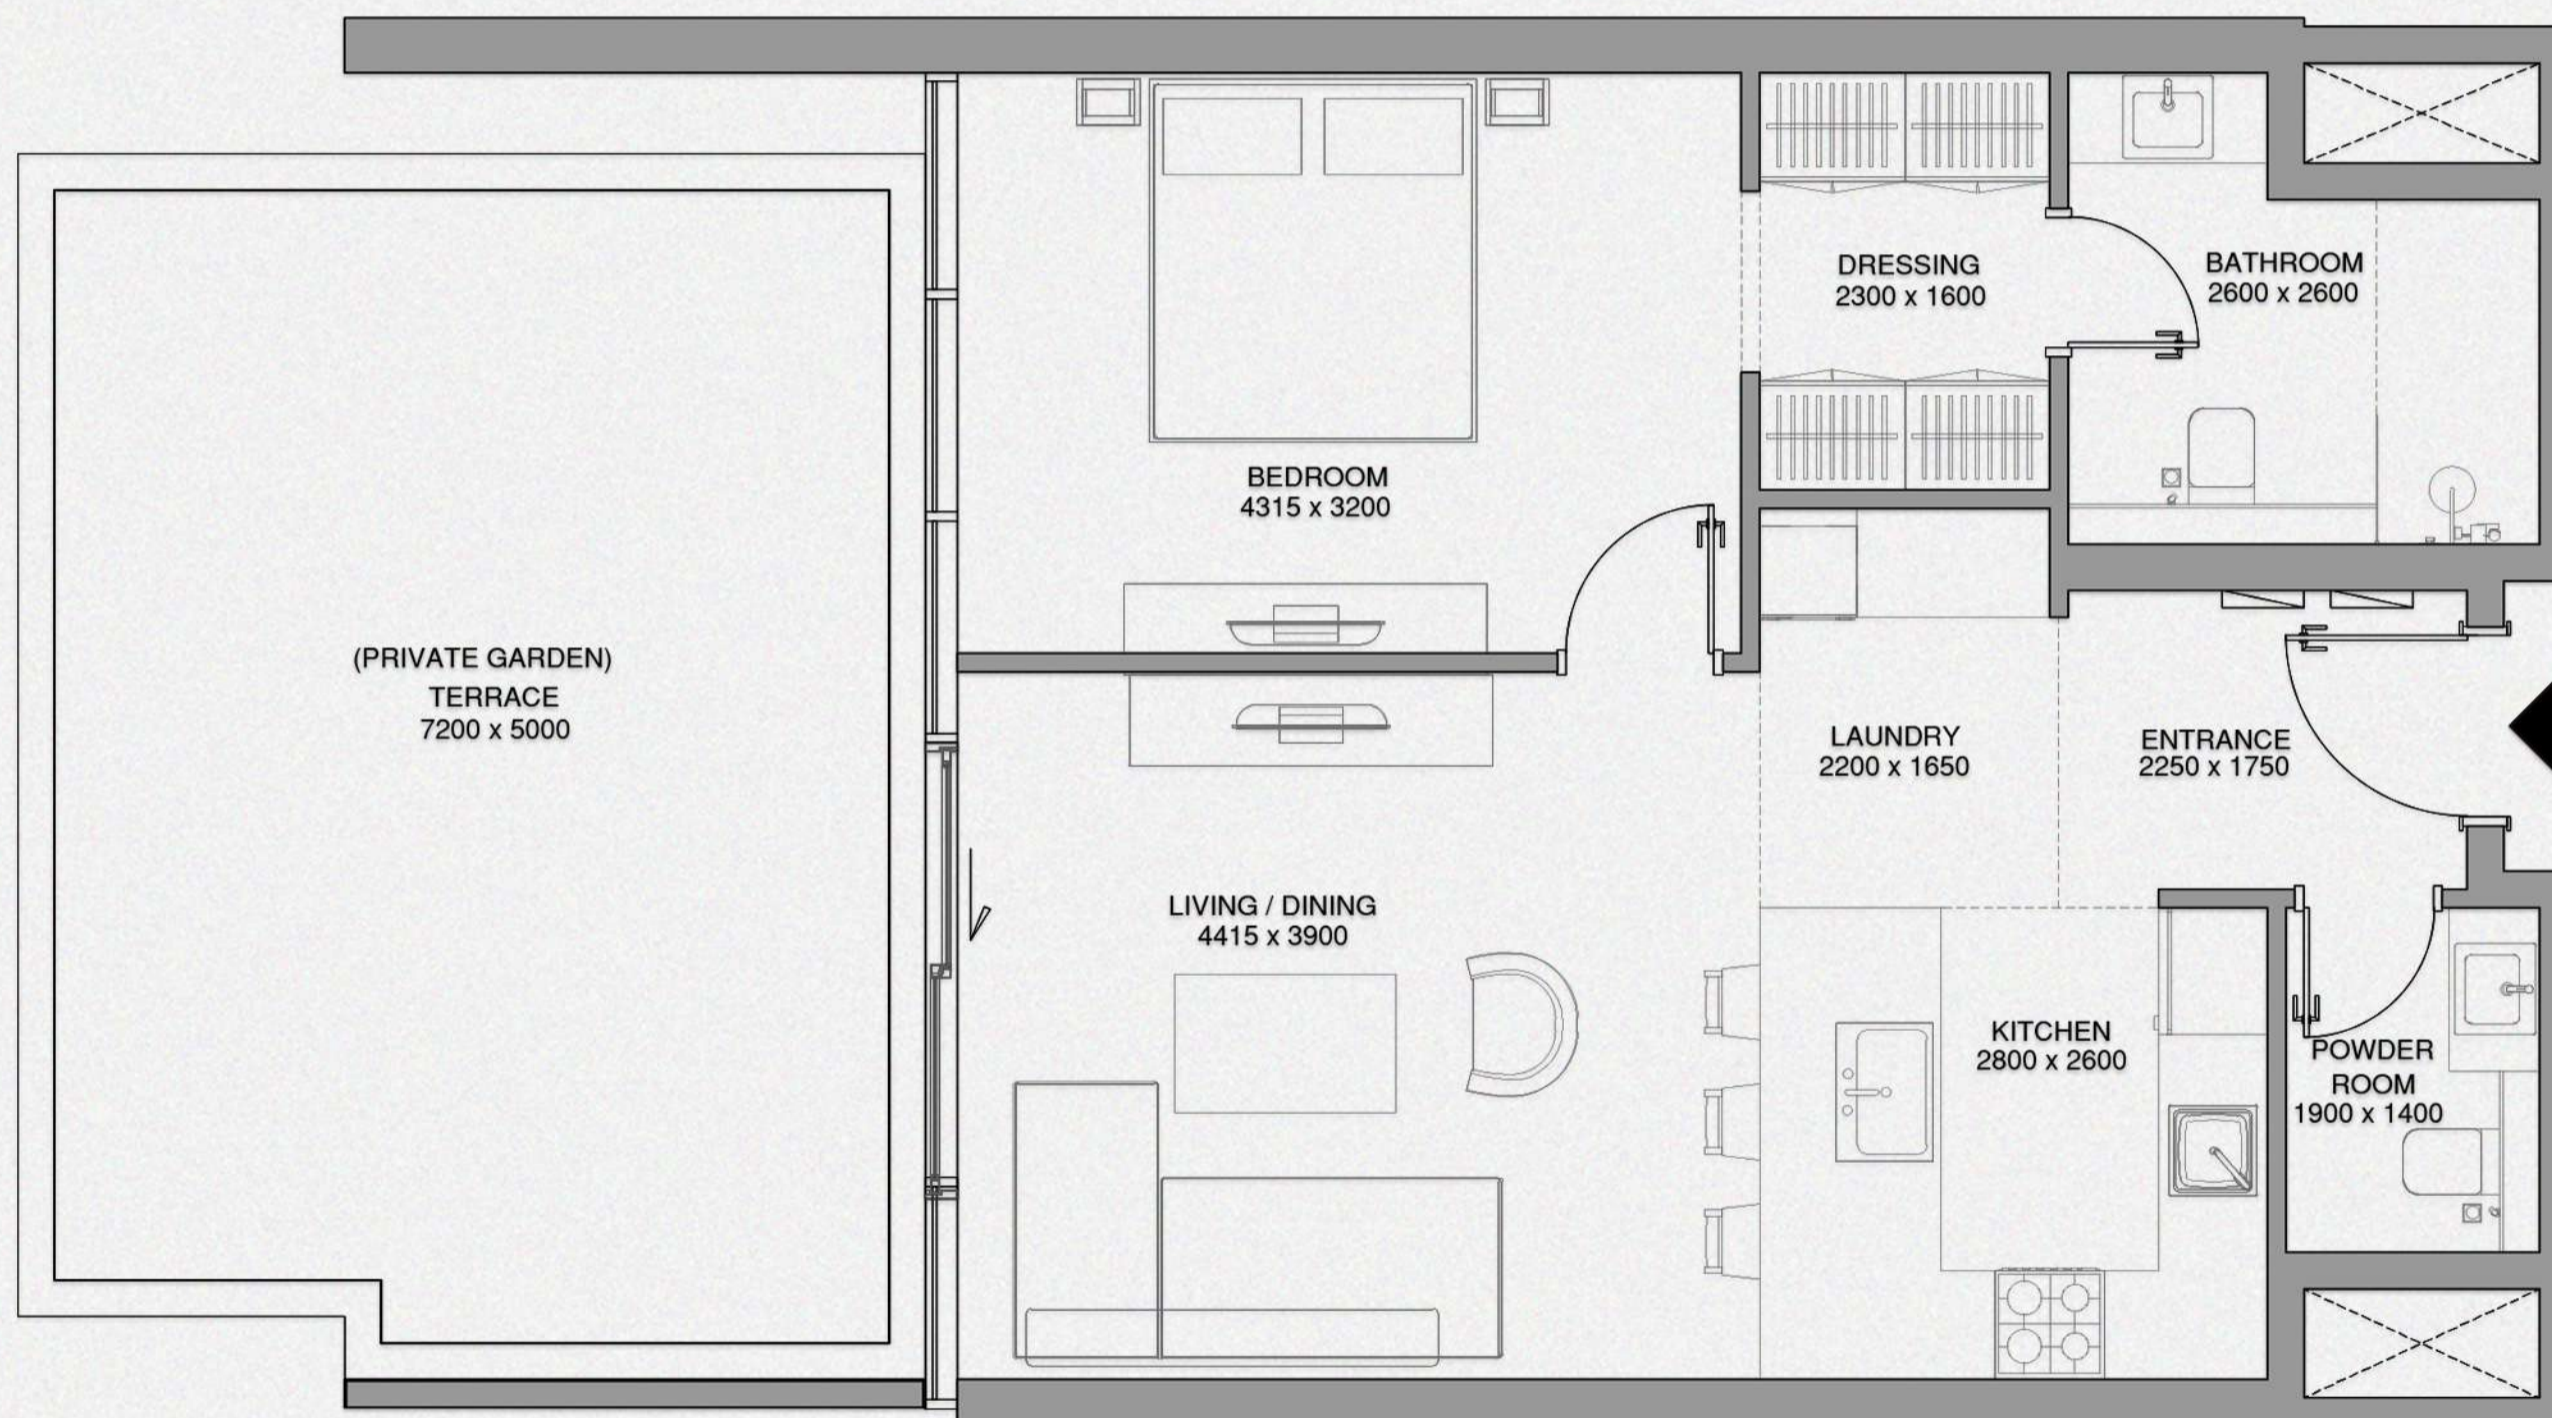 DRESSING
2300 x 1600
BATHROOM
2600 x 2600
BEDROOM
4315 x 3200
(PRIVATE GARDEN)
TERRACE
7200 x 5000
LAUNDRY
2200 x 1650
ENTRANCE
2250 x 1750
LIVING / DINING
4415 x 3900
KITCHEN
2800 x 2600
POWDER
ROOM
1900 x 1400